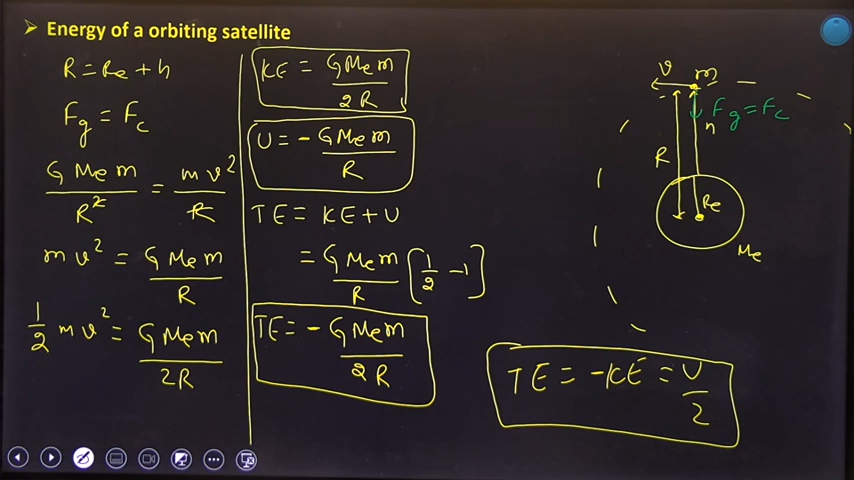 ➤ Energy of a orbiting satellite
R = Re + h
Fg = Fc
G Me m / R² = m v² / R
m v² = G Me m / R
1/2 m v² = G Me m / 2R
KE = G Me m / 2R
U = - G Me m / R
TE = KE + U
= G Me m / R [1/2 - 1]
TE = - G Me m / 2R
v
m
Fg = Fc
h
R
Re
Me
TE = -KE = U/2